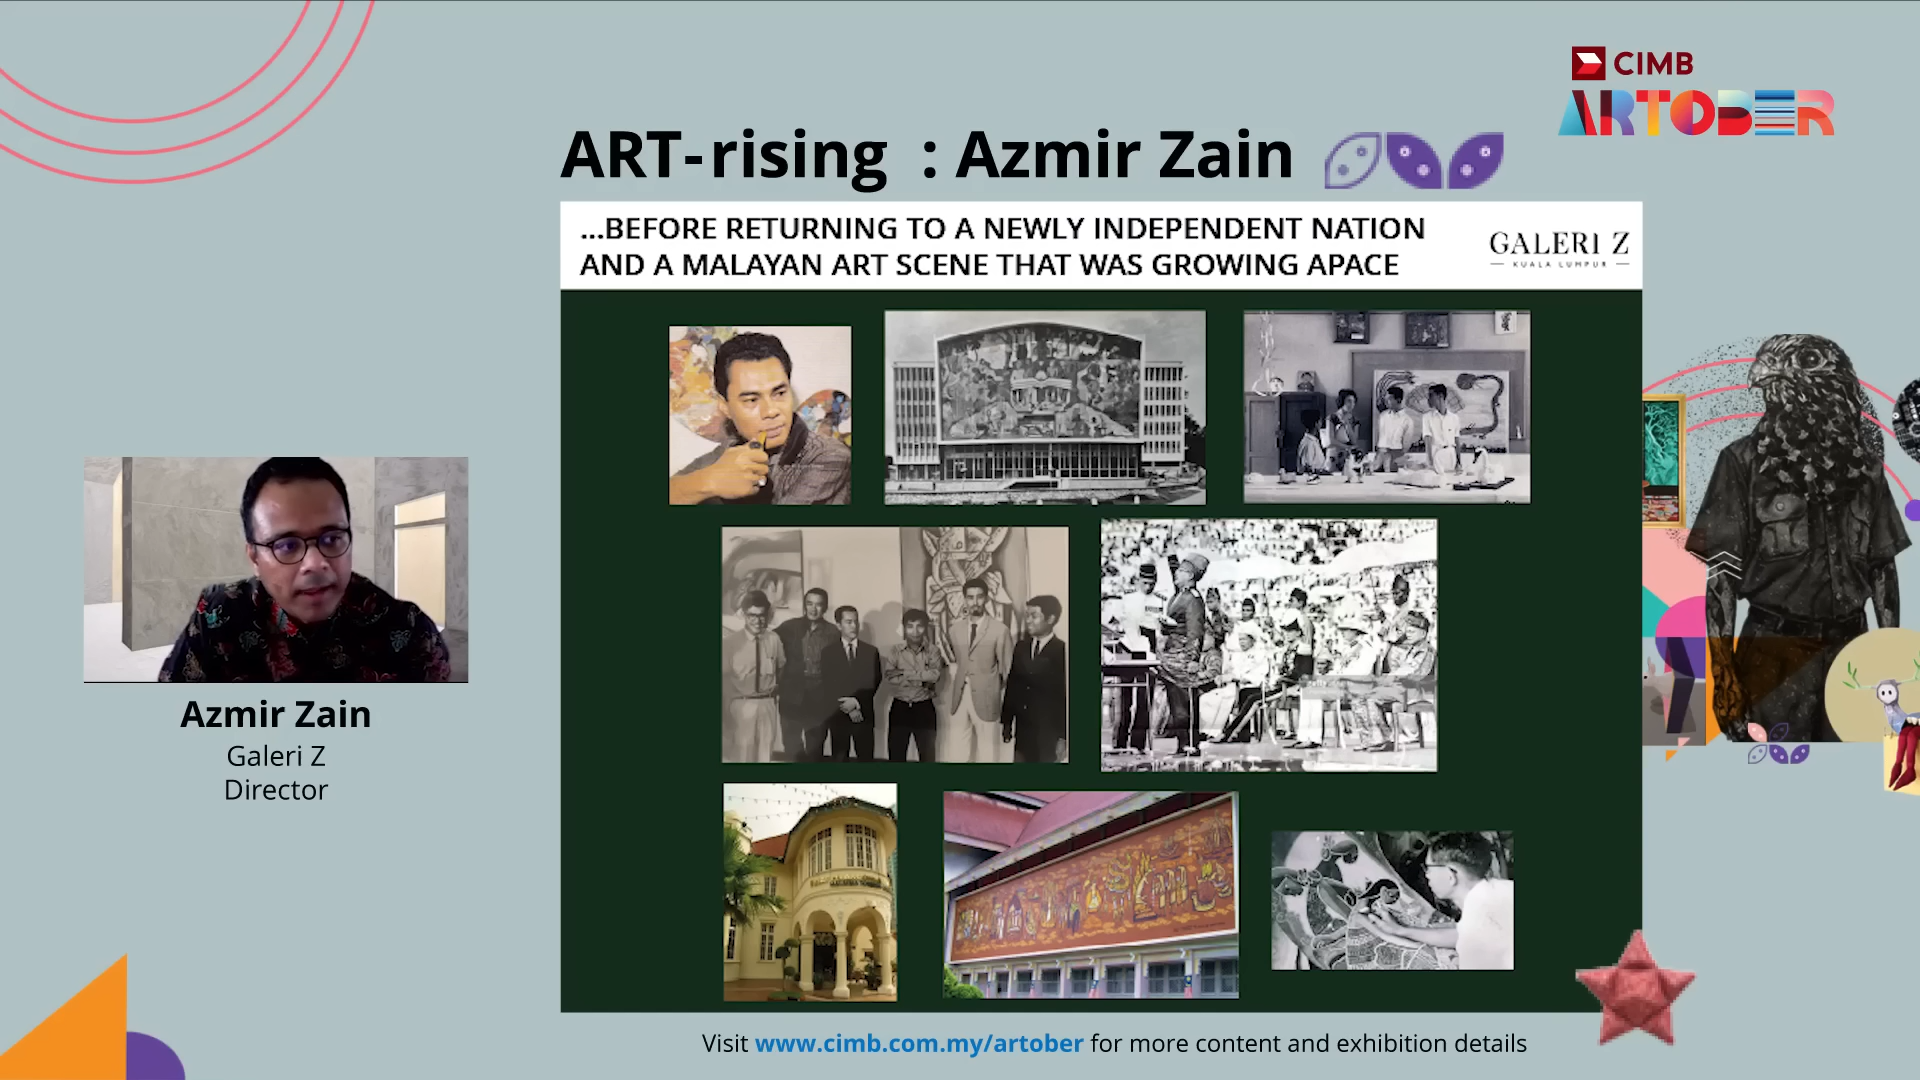 CIMB
ARTOBER
ART-rising : Azmir Zain
...BEFORE RETURNING TO A NEWLY INDEPENDENT NATION
AND A MALAYAN ART SCENE THAT WAS GROWING APACE
GALERI Z
KUALA LUMPUR
Azmir Zain
Galeri Z
Director
Visit www.cimb.com.my/artober for more content and exhibition details